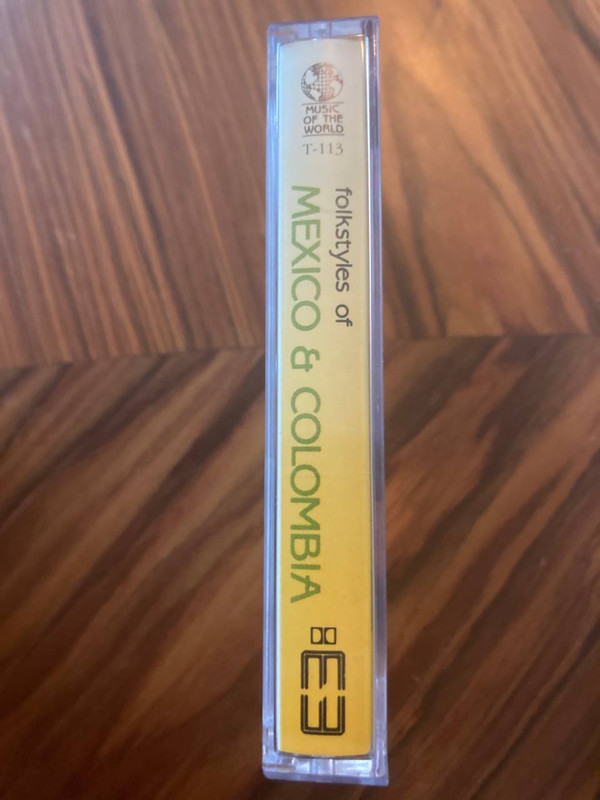 MUSIC
OF THE
WORLD
T-113
folkstyles of
MEXICO & COLOMBIA